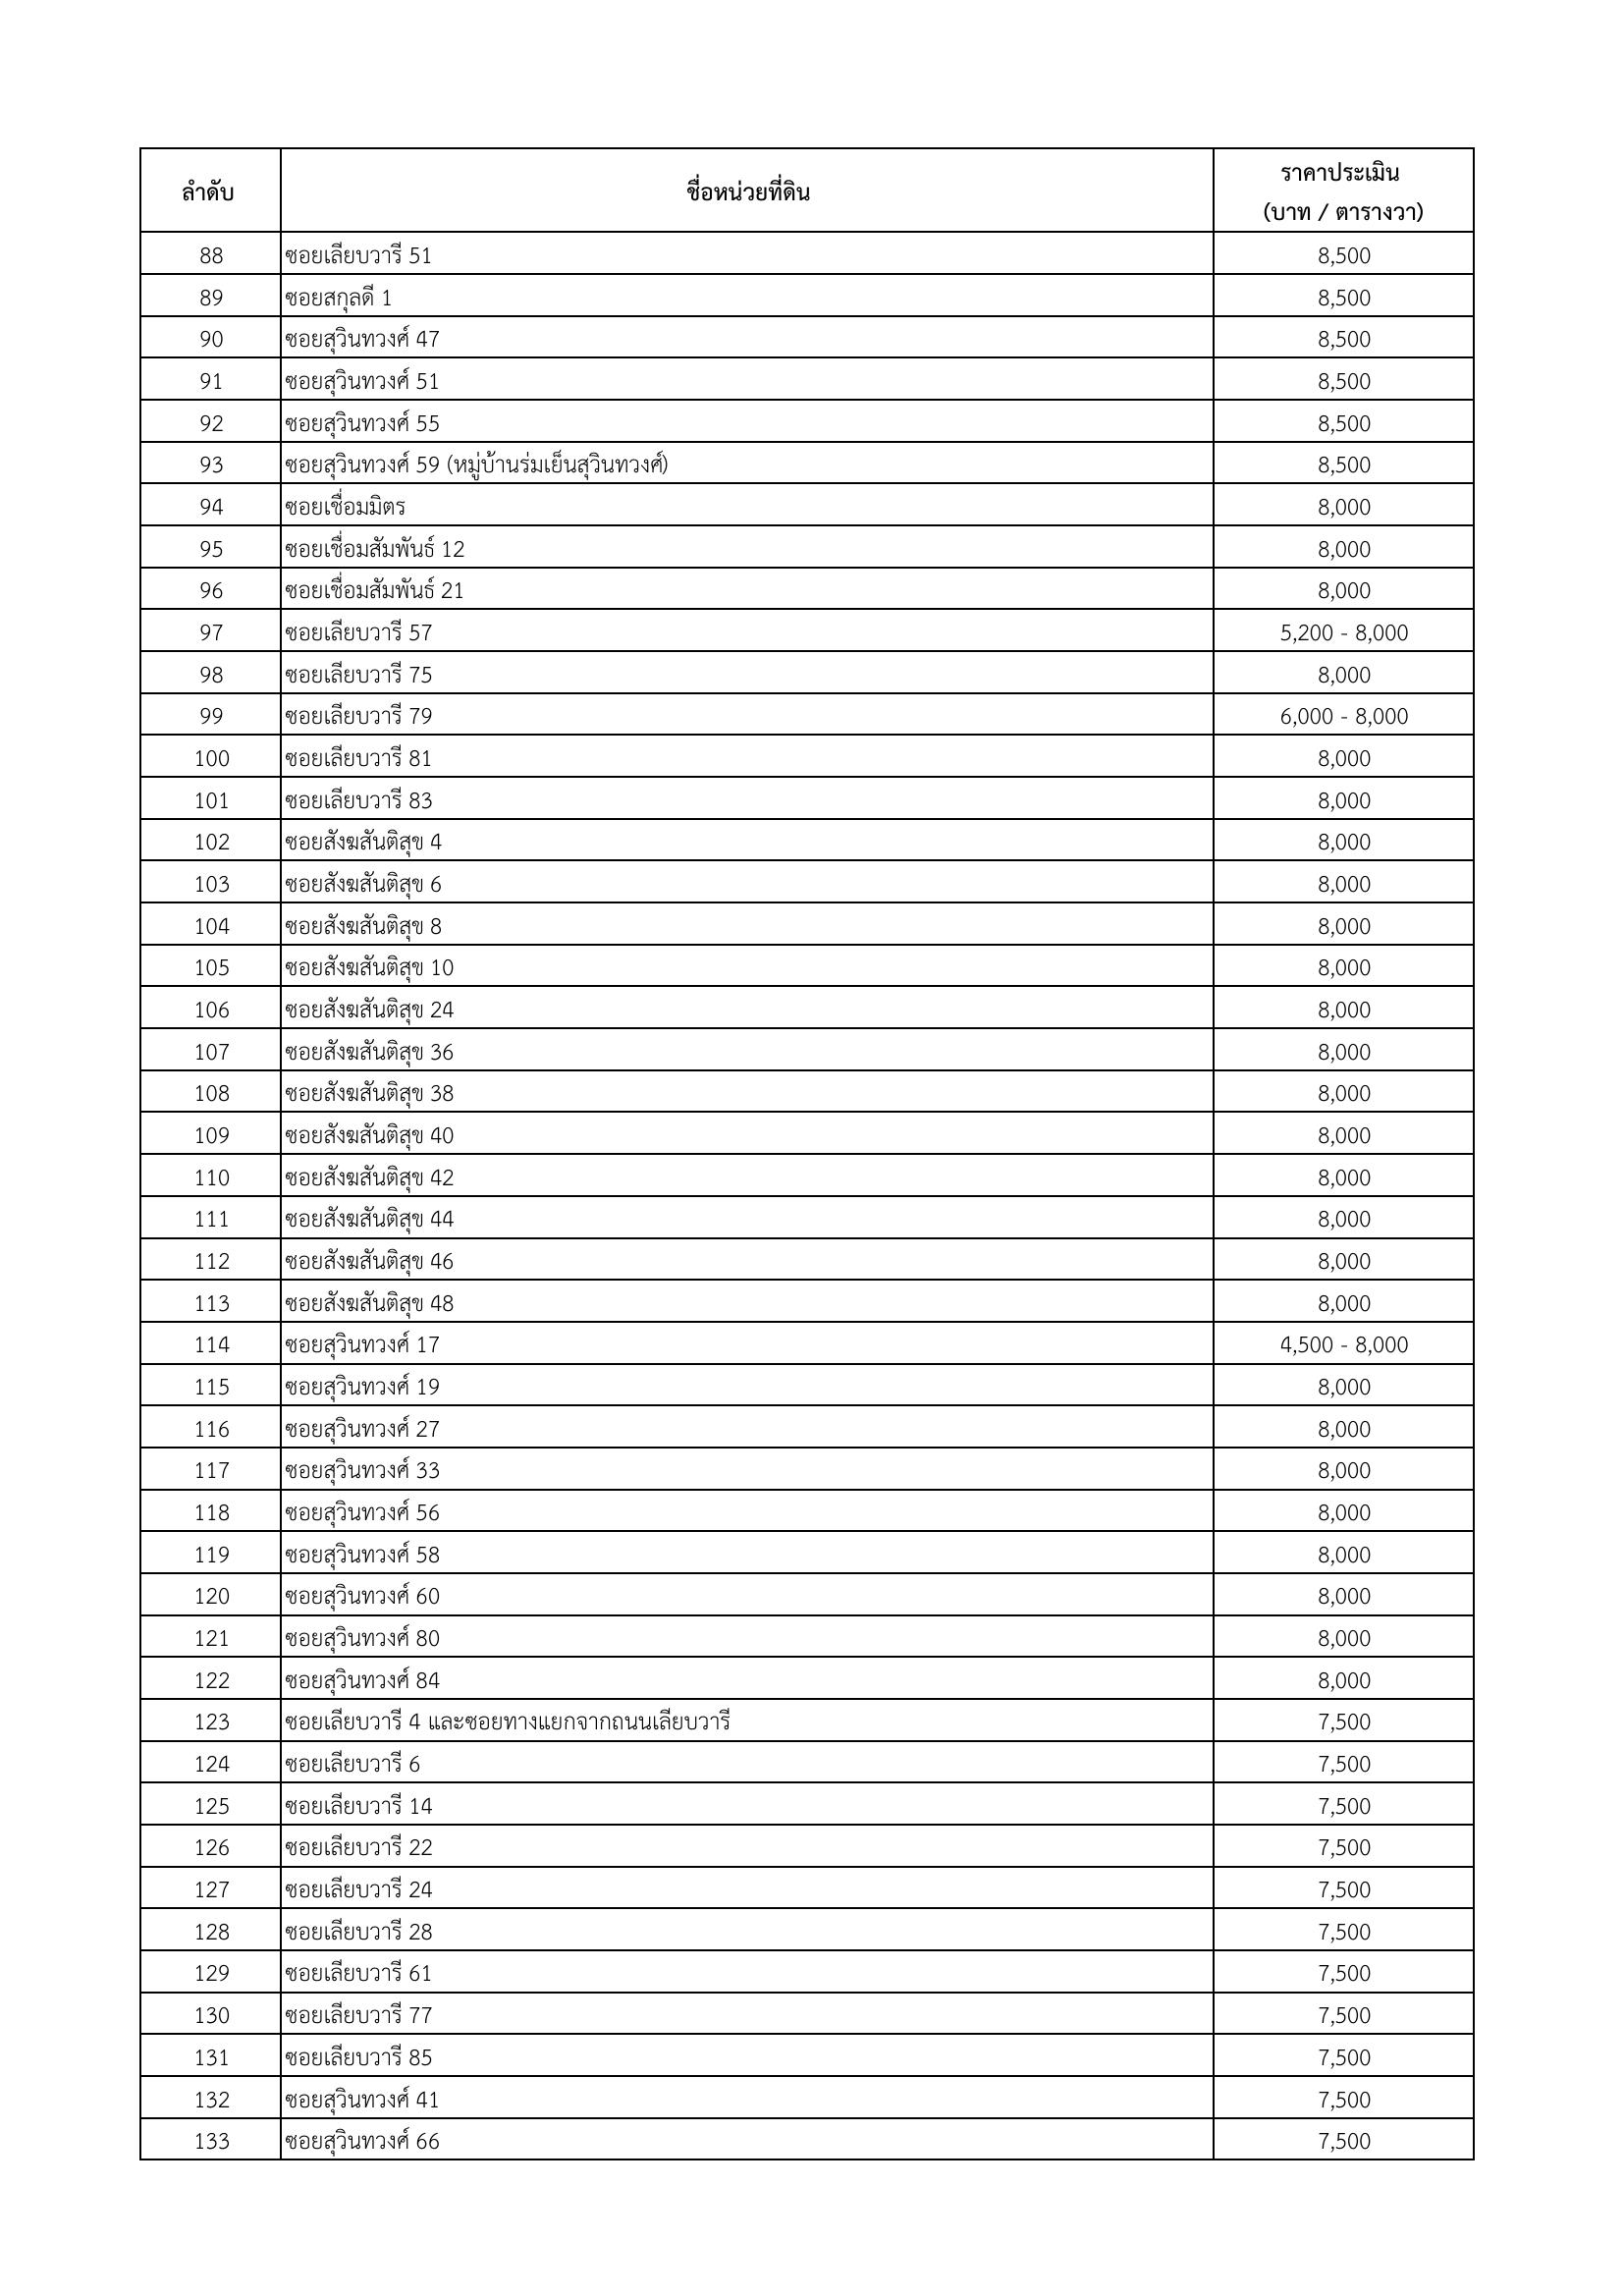 ลำดับ ชื่อหน่วยที่ดิน ราคาประเมิน
(บาท / ตารางวา)
88 ซอยเลียบวารี 51 8,500
89 ซอยสกุลดี 1 8,500
90 ซอยสุวินทวงศ์ 47 8,500
91 ซอยสุวินทวงศ์ 51 8,500
92 ซอยสุวินทวงศ์ 55 8,500
93 ซอยสุวินทวงศ์ 59 (หมู่บ้านร่มเย็นสุวินทวงศ์) 8,500
94 ซอยเชื่อมมิตร 8,000
95 ซอยเชื่อมสัมพันธ์ 12 8,000
96 ซอยเชื่อมสัมพันธ์ 21 8,000
97 ซอยเลียบวารี 57 5,200 - 8,000
98 ซอยเลียบวารี 75 8,000
99 ซอยเลียบวารี 79 6,000 - 8,000
100 ซอยเลียบวารี 81 8,000
101 ซอยเลียบวารี 83 8,000
102 ซอยสังฆสันติสุข 4 8,000
103 ซอยสังฆสันติสุข 6 8,000
104 ซอยสังฆสันติสุข 8 8,000
105 ซอยสังฆสันติสุข 10 8,000
106 ซอยสังฆสันติสุข 24 8,000
107 ซอยสังฆสันติสุข 36 8,000
108 ซอยสังฆสันติสุข 38 8,000
109 ซอยสังฆสันติสุข 40 8,000
110 ซอยสังฆสันติสุข 42 8,000
111 ซอยสังฆสันติสุข 44 8,000
112 ซอยสังฆสันติสุข 46 8,000
113 ซอยสังฆสันติสุข 48 8,000
114 ซอยสุวินทวงศ์ 17 4,500 - 8,000
115 ซอยสุวินทวงศ์ 19 8,000
116 ซอยสุวินทวงศ์ 27 8,000
117 ซอยสุวินทวงศ์ 33 8,000
118 ซอยสุวินทวงศ์ 56 8,000
119 ซอยสุวินทวงศ์ 58 8,000
120 ซอยสุวินทวงศ์ 60 8,000
121 ซอยสุวินทวงศ์ 80 8,000
122 ซอยสุวินทวงศ์ 84 8,000
123 ซอยเลียบวารี 4 และซอยทางแยกจากถนนเลียบวารี 7,500
124 ซอยเลียบวารี 6 7,500
125 ซอยเลียบวารี 14 7,500
126 ซอยเลียบวารี 22 7,500
127 ซอยเลียบวารี 24 7,500
128 ซอยเลียบวารี 28 7,500
129 ซอยเลียบวารี 61 7,500
130 ซอยเลียบวารี 77 7,500
131 ซอยเลียบวารี 85 7,500
132 ซอยสุวินทวงศ์ 41 7,500
133 ซอยสุวินทวงศ์ 66 7,500